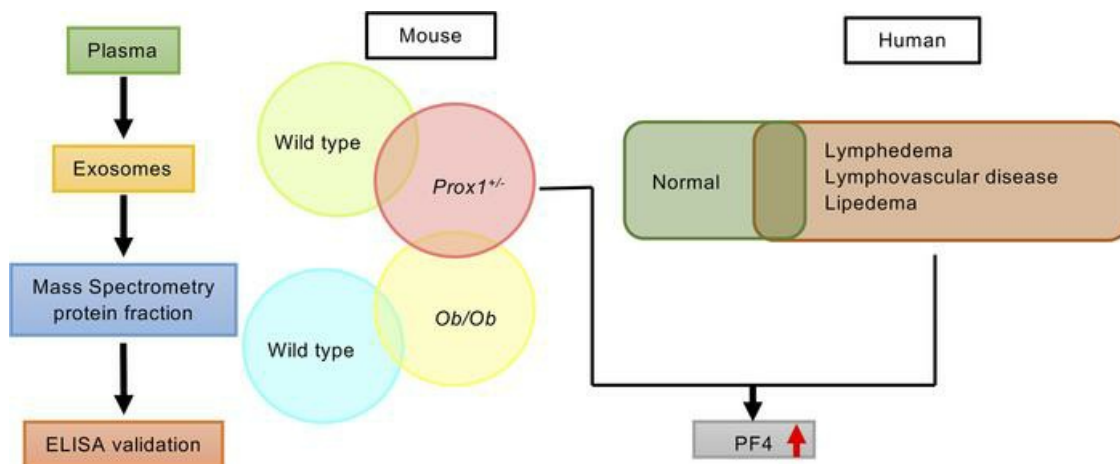 Plasma
Exosomes
Mass Spectrometry
protein fraction
ELISA validation
Mouse
Wild type
Prox1+/-
Ob/Ob
Wild type
Human
Normal
Lymphedema
Lymphovascular disease
Lipedema
PF4